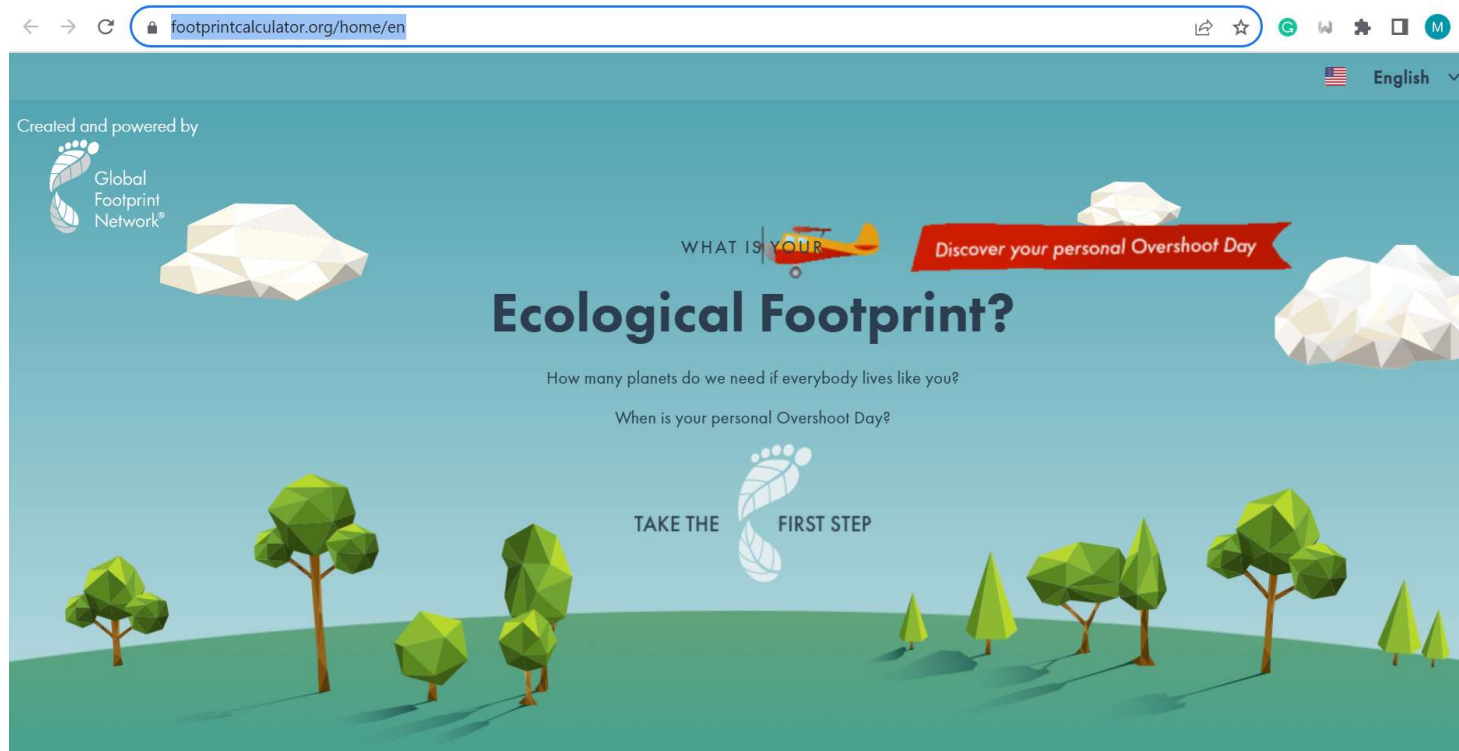 footprintcalculator.org/home/en
G
M
English
Created and powered by
Global
Footprint
Network®
WHAT IS YOUR
Discover your personal Overshoot Day
Ecological Footprint?
How many planets do we need if everybody lives like you?
When is your personal Overshoot Day?
TAKE THE FIRST STEP